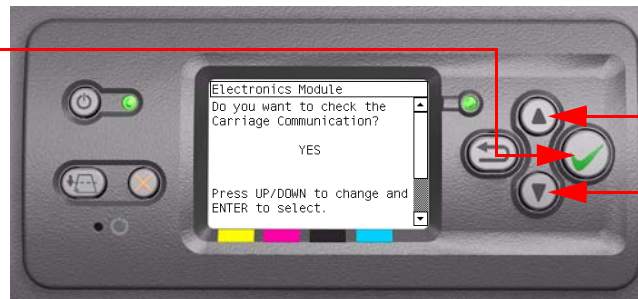 Electronics Module
Do you want to check the
Carriage Communication?
YES
Press UP/DOWN to change and
ENTER to select.